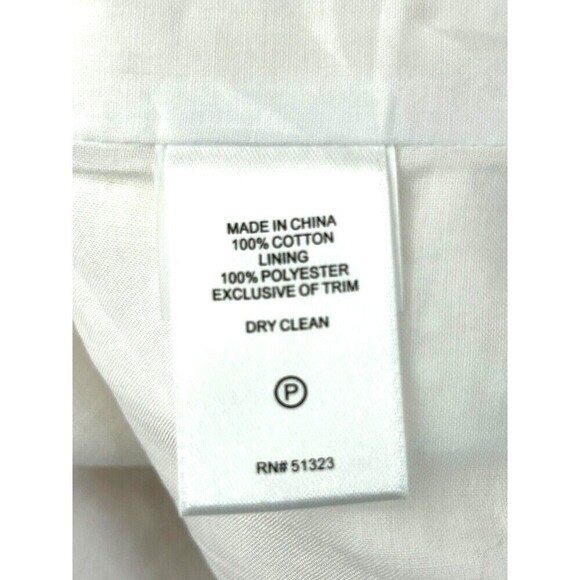 MADE IN CHINA
100% COTTON
LINING
100% POLYESTER
EXCLUSIVE OF TRIM
DRY CLEAN
P
RN# 51323